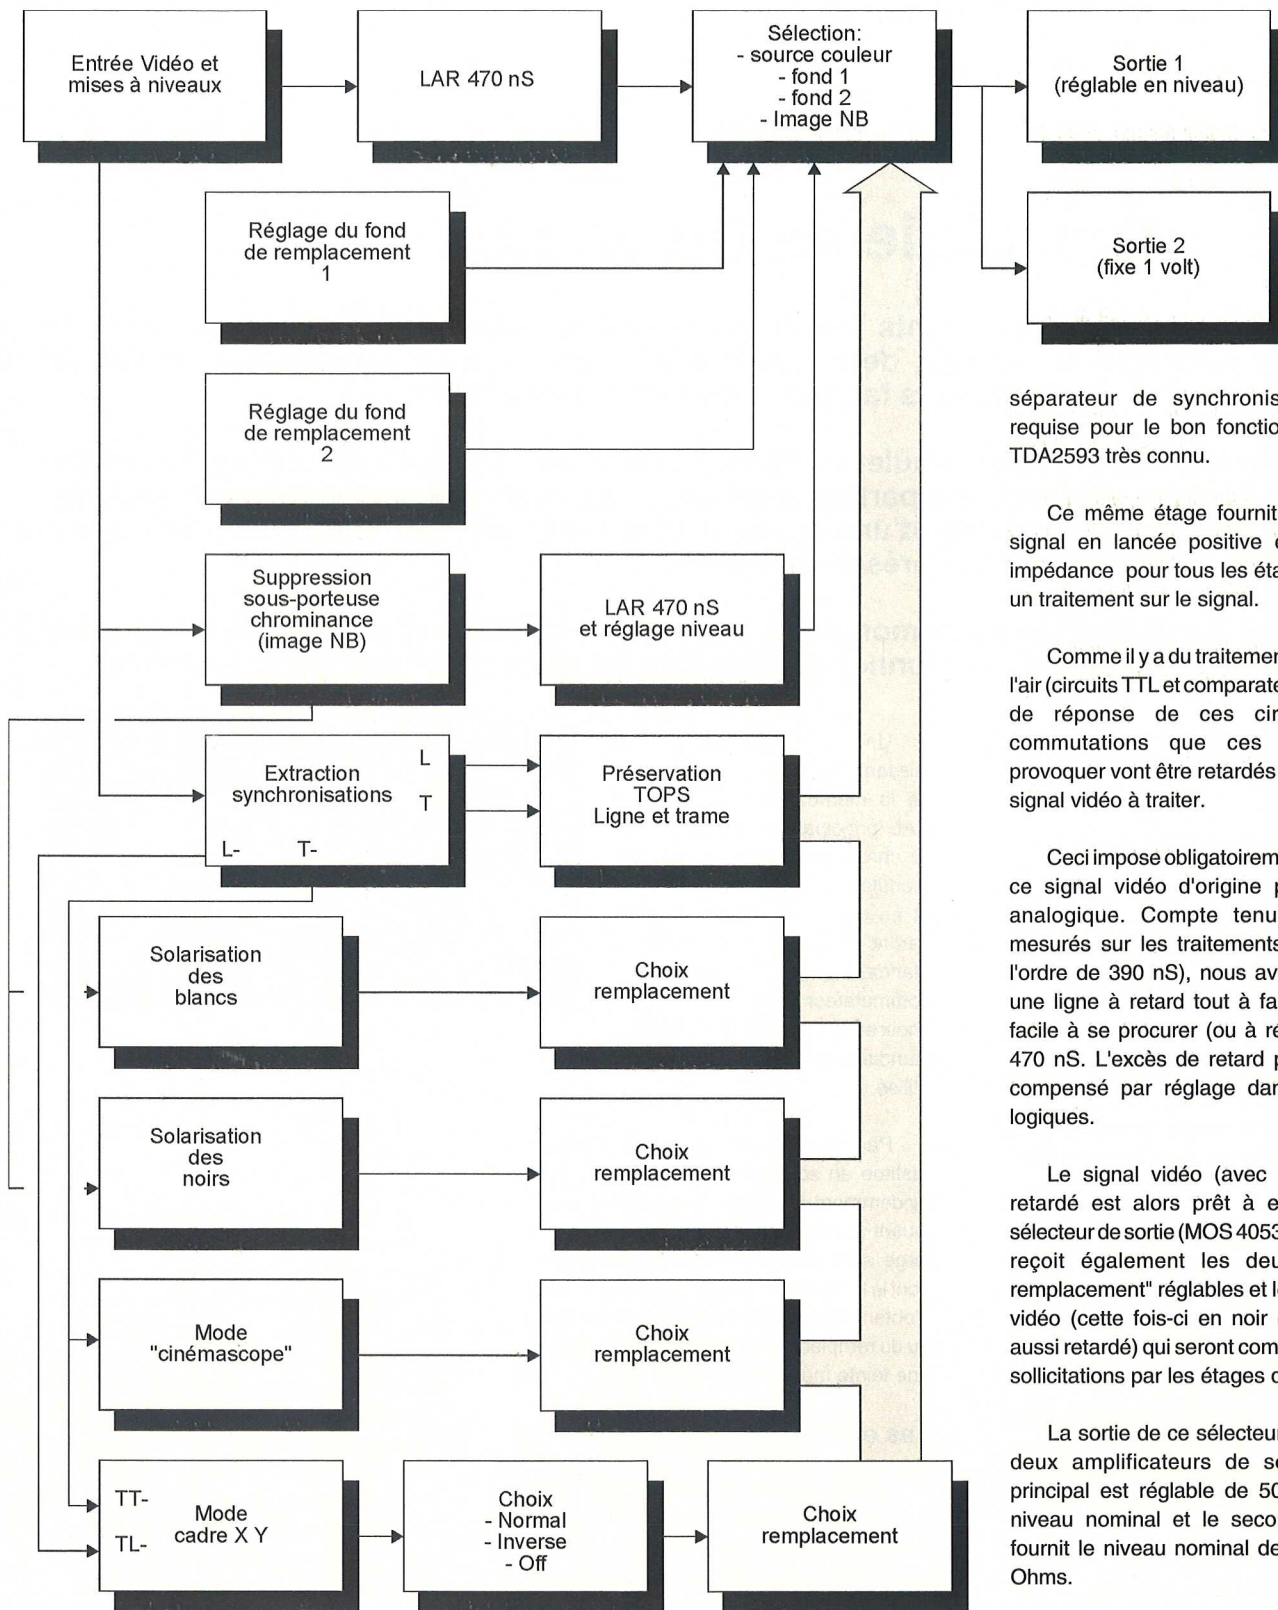 Entrée Vidéo et
mises à niveaux
LAR 470 nS
Sélection:
- source couleur
- fond 1
- fond 2
- Image NB
Sortie 1
(réglable en niveau)
Réglage du fond
de remplacement
1
Sortie 2
(fixe 1 volt)
Réglage du fond
de remplacement
2
Suppression
sous-porteuse
chrominance
(image NB)
LAR 470 nS
et réglage niveau
Extraction
synchronisations
L
T
L-
T-
Préservation
TOPS
Ligne et trame
Solarisation
des
blancs
Choix
remplacement
Solarisation
des
noirs
Choix
remplacement
Mode
"cinémascope"
Choix
remplacement
TT-
TL-
Mode
cadre X Y
Choix
- Normal
- Inverse
- Off
Choix
remplacement
séparateur de synchronis
requise pour le bon fonctio
TDA2593 très connu.
Ce même étage fournit
signal en lancée positive
impédance pour tous les éta
un traitement sur le signal.
Comme il y a du traitemen
l'air (circuits TTL et comparate
de réponse de ces cir
commutations que ces
provoquer vont être retardés
signal vidéo à traiter.
Ceci impose obligatoirem
ce signal vidéo d'origine p
analogique. Compte tenu
mesurés sur les traitements
l'ordre de 390 nS), nous av
une ligne à retard tout à fa
facile à se procurer (ou à ré
470 nS. L'excès de retard p
compensé par réglage dan
logiques.
Le signal vidéo (avec
retardé est alors prêt à e
sélecteur de sortie (MOS 4053
reçoit également les deu
remplacement" réglables et l
vidéo (cette fois-ci en noir
aussi retardé) qui seront com
sollicitations par les étages
La sortie de ce sélecteur
deux amplificateurs de s
principal est réglable de 50
niveau nominal et le seco
fournit le niveau nominal de
Ohms.